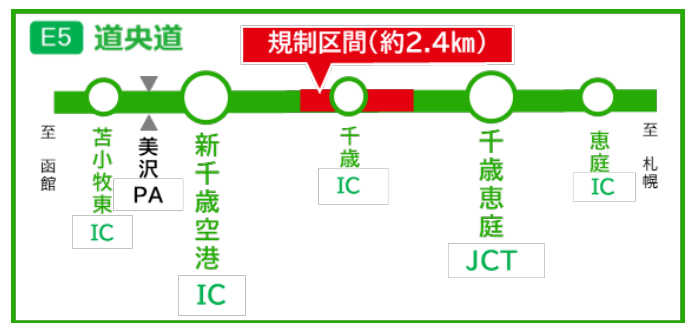 E5 道央道
規制区間(約2.4㎞)
至 函館
苫小牧東 IC
美沢 PA
新千歳空港 IC
千歳 IC
千歳恵庭 JCT
恵庭 IC
至 札幌